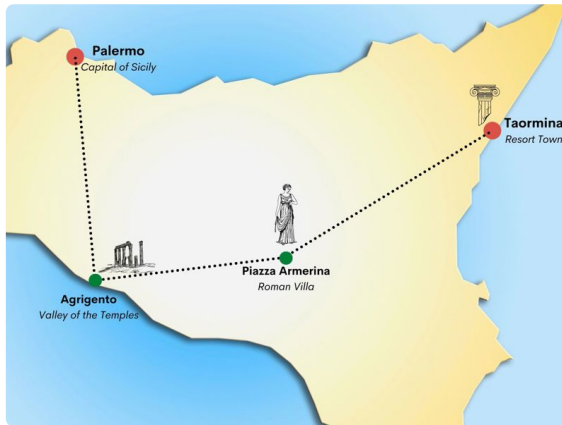 Palermo
Capital of Sicily
Taormina
Resort Town
Piazza Armerina
Roman Villa
Agrigento
Valley of the Temples